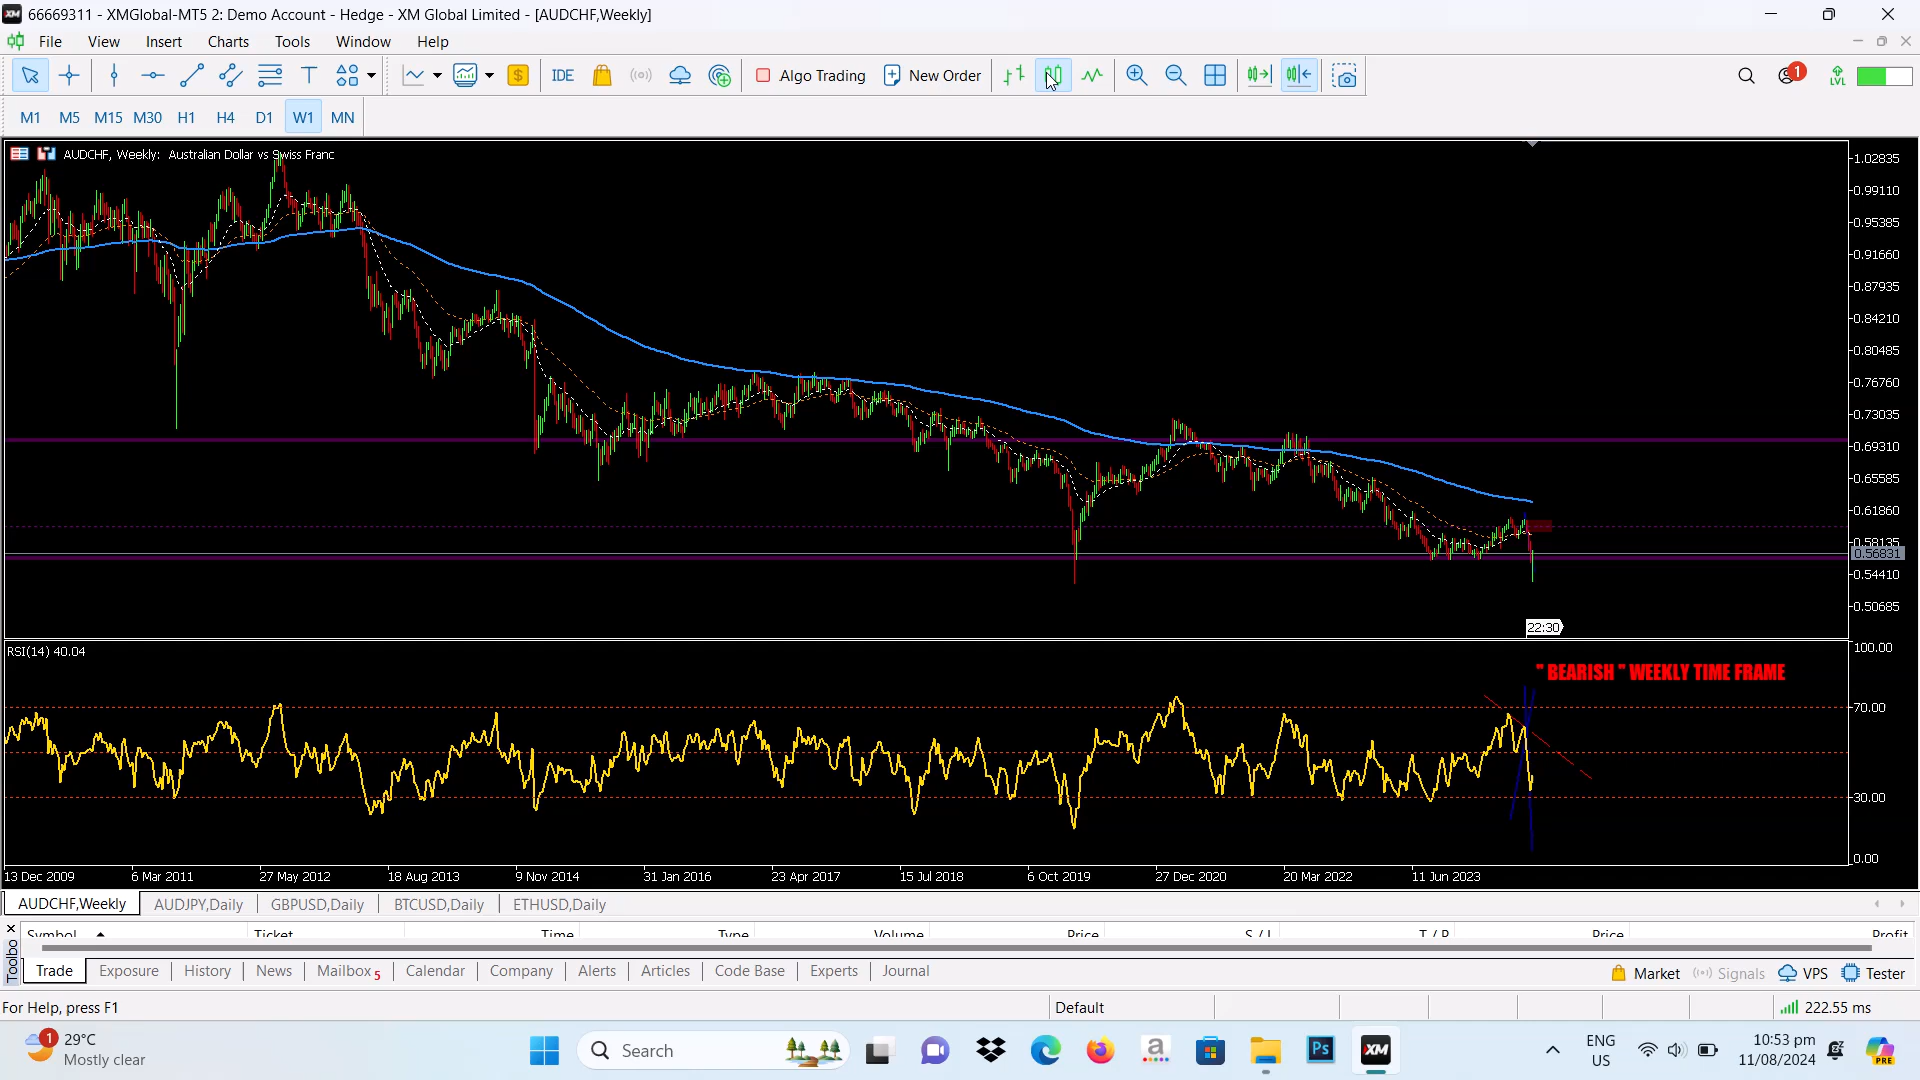 66669311 - XMGlobal-MT5 2: Demo Account - Hedge - XM Global Limited - [AUDCHF,Weekly]
File View Insert Charts Tools Window Help
IDE Algo Trading New Order 1 LVL
M1 M5 M15 M30 H1 H4 D1 W1 MN
AUDCHF, Weekly: Australian Dollar vs Swiss Franc
1.02835
0.99110
0.95385
0.91660
0.87935
0.84210
0.80485
0.76760
0.73035
0.69310
0.65585
0.61860
0.58135
0.56831
0.54410
0.50685
22:30
RSI(14) 40.04
100.00
" BEARISH " WEEKLY TIME FRAME
70.00
30.00
0.00
13 Dec 2009 6 Mar 2011 27 May 2012 18 Aug 2013 9 Nov 2014 31 Jan 2016 23 Apr 2017 15 Jul 2018 6 Oct 2019 27 Dec 2020 20 Mar 2022 11 Jun 2023
AUDCHF,Weekly AUDJPY,Daily GBPUSD,Daily BTCUSD,Daily ETHUSD,Daily
Symbol Ticket Time Type Volume Price S / L T / P Price Profit
Toolbo
Trade Exposure History News Mailbox 5 Calendar Company Alerts Articles Code Base Experts Journal Market Signals VPS Tester
For Help, press F1 Default 222.55 ms
1 29°C
Mostly clear
Search
a
Ps
XM
ENG
US
10:53 pm
11/08/2024
PRE